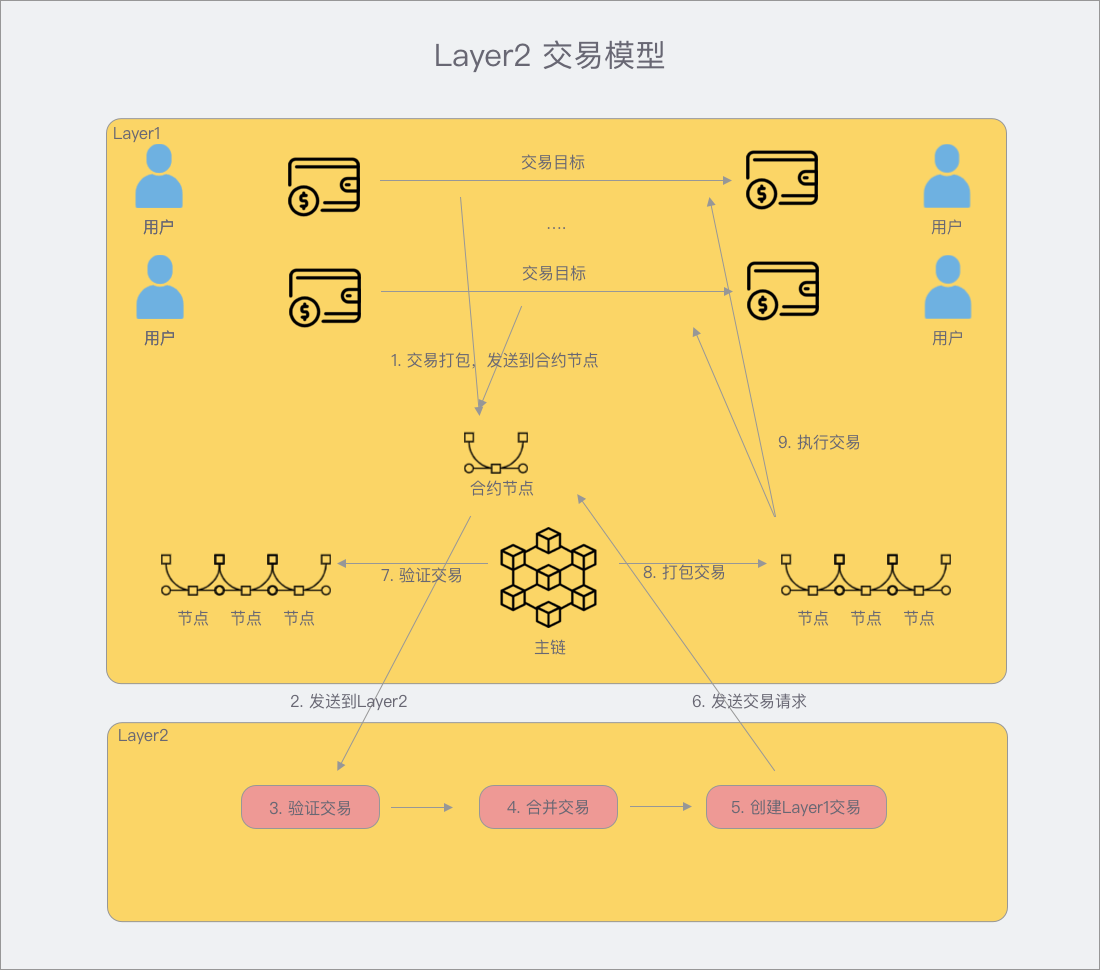 Layer2 交易模型
Layer1
交易目标
用户
用户
....
交易目标
用户
用户
1. 交易打包，发送到合约节点
9. 执行交易
合约节点
7. 验证交易
8. 打包交易
节点 节点 节点
节点 节点 节点
主链
2. 发送到Layer2
6. 发送交易请求
Layer2
3. 验证交易
4. 合并交易
5. 创建Layer1交易